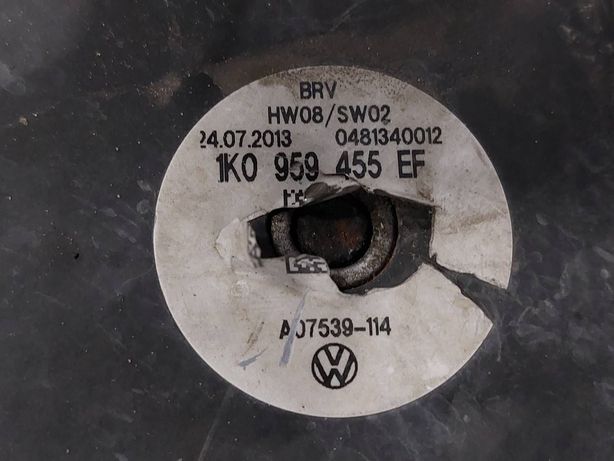 BRV
HW08/SW02
24.07.2013 0481340012
1K0 959 455 EF
A07539-114